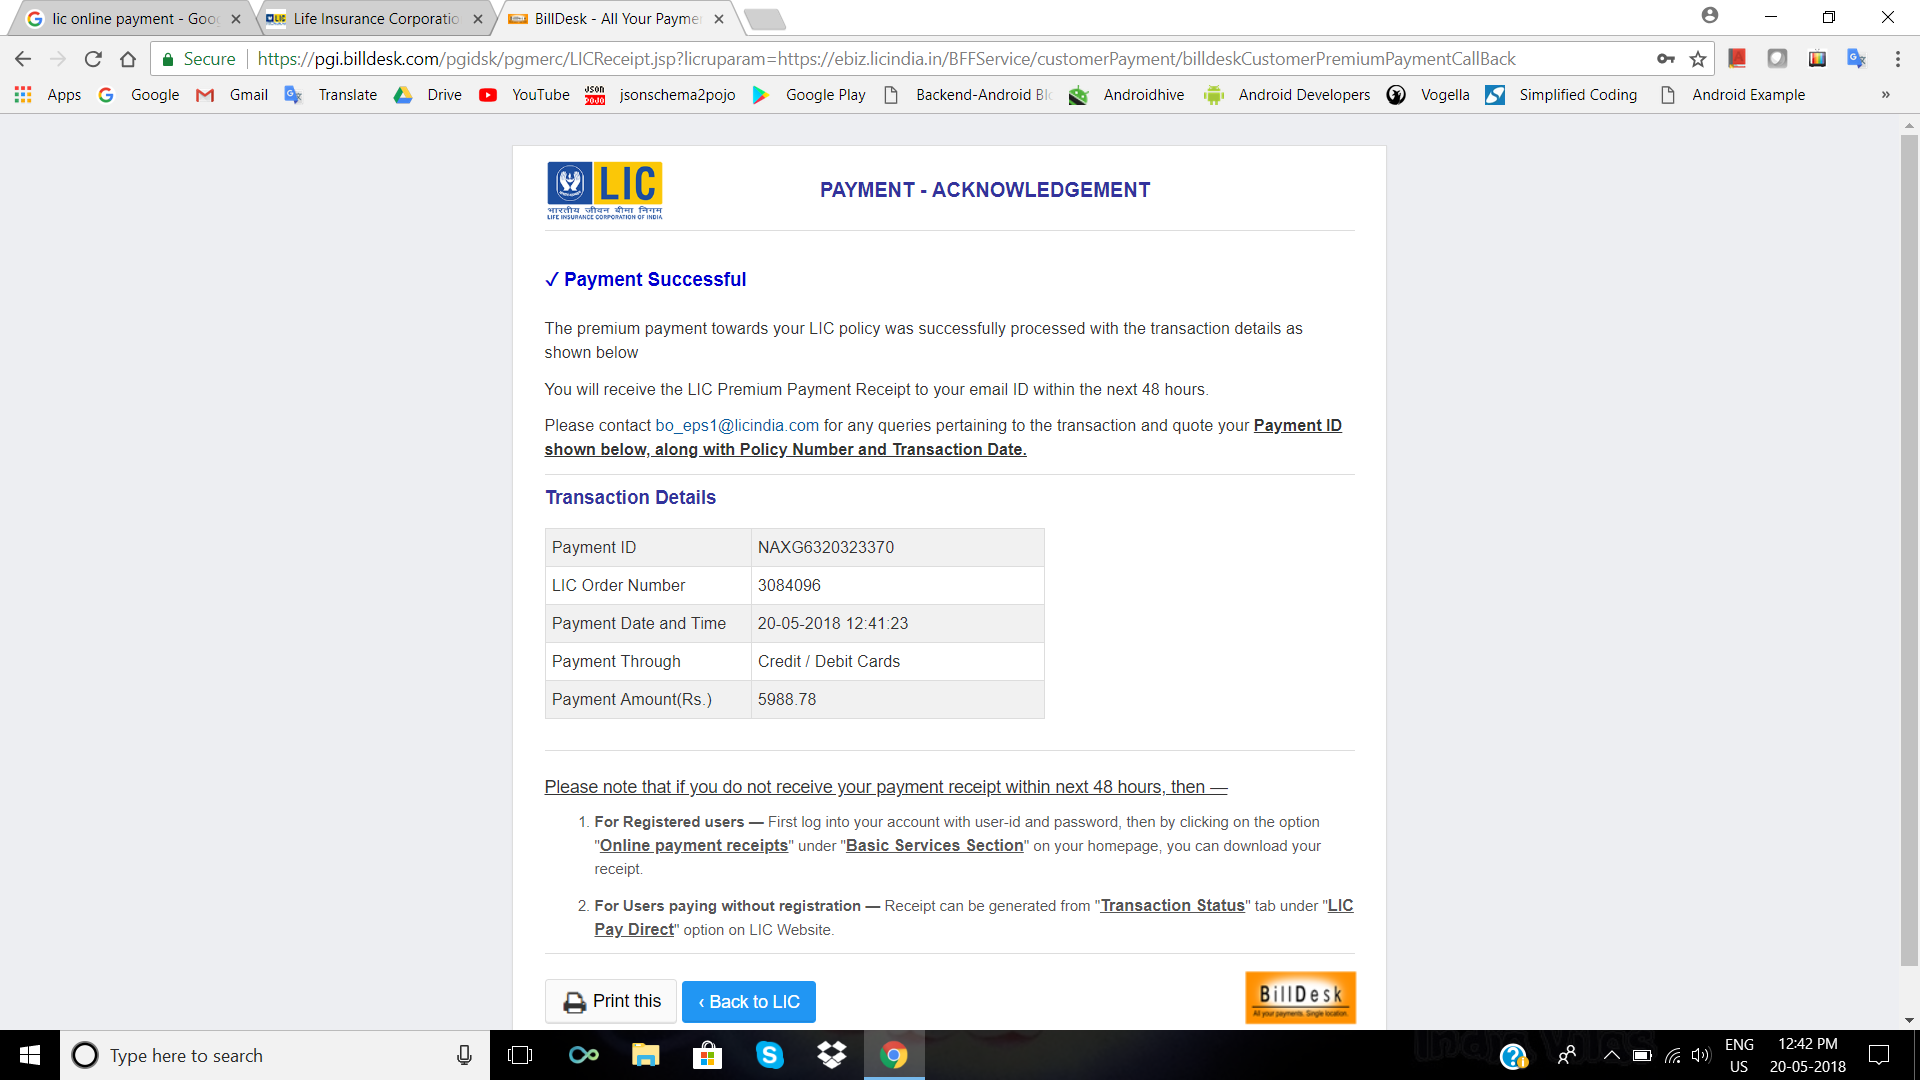 lic online payment - Goo
Life Insurance Corporatio
BillDesk - All Your Payme
Secure
https://pgi.billdesk.com/pgidsk/pgmerc/LICReceipt.jsp?licruparam=https://ebiz.licindia.in/BFFService/customerPayment/billdeskCustomerPremiumPaymentCallBack
Apps Google Gmail Translate Drive YouTube jsonschema2pojo Google Play Backend-Android Bl Androidhive Android Developers Vogella Simplified Coding Android Example »
LIC
भारतीय जीवन बीमा निगम
LIFE INSURANCE CORPORATION OF INDIA
PAYMENT - ACKNOWLEDGEMENT
✓ Payment Successful
The premium payment towards your LIC policy was successfully processed with the transaction details as
shown below
You will receive the LIC Premium Payment Receipt to your email ID within the next 48 hours.
Please contact bo_eps1@licindia.com for any queries pertaining to the transaction and quote your Payment ID
shown below, along with Policy Number and Transaction Date.
Transaction Details
Payment ID NAXG6320323370
LIC Order Number 3084096
Payment Date and Time 20-05-2018 12:41:23
Payment Through Credit / Debit Cards
Payment Amount(Rs.) 5988.78
Please note that if you do not receive your payment receipt within next 48 hours, then —
1. For Registered users — First log into your account with user-id and password, then by clicking on the option
"Online payment receipts" under "Basic Services Section" on your homepage, you can download your
receipt.
2. For Users paying without registration — Receipt can be generated from "Transaction Status" tab under "LIC
Pay Direct" option on LIC Website.
Print this
‹ Back to LIC
BillDesk
All your payments. Single location.
Type here to search
ENG
US
12:42 PM
20-05-2018